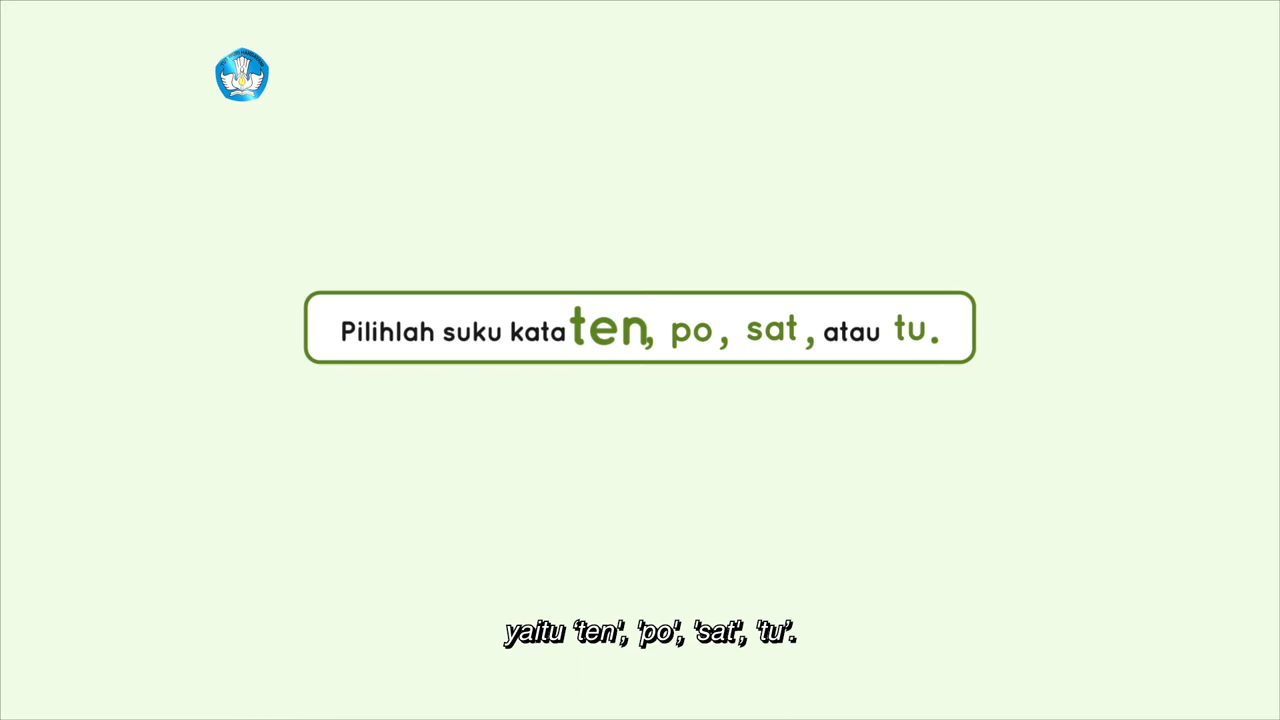 Pilihlah suku kata ten, po, sat, atau tu.
yaitu ‘ten', 'po', 'sat', 'tu’.